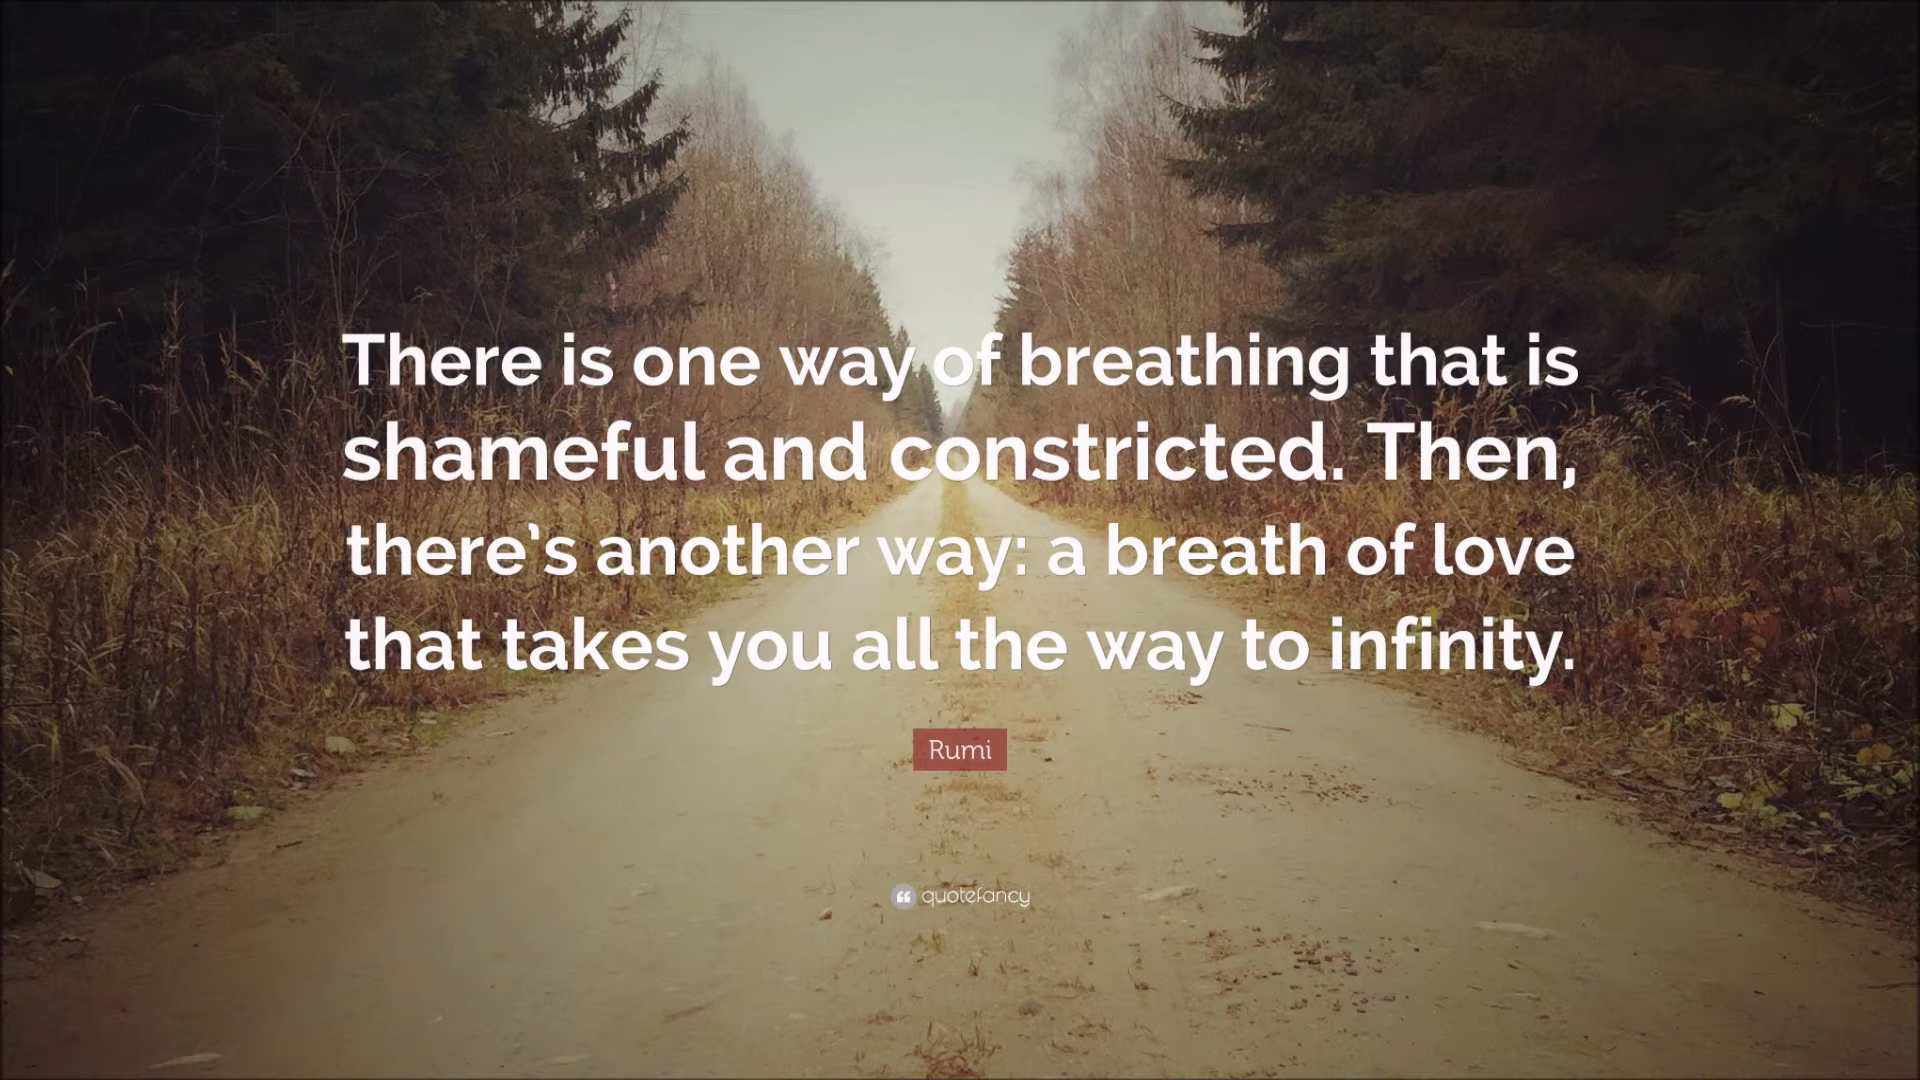 There is one way of breathing that is
shameful and constricted. Then,
there’s another way: a breath of love
that takes you all the way to infinity.
Rumi
quotefancy